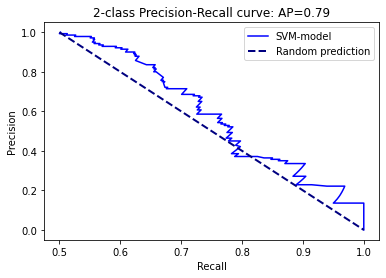 2-class Precision-Recall curve: AP=0.79
SVM-model
Random prediction
Precision
1.0
0.8
0.6
0.4
0.2
0.0
0.5 0.6 0.7 0.8 0.9 1.0
Recall